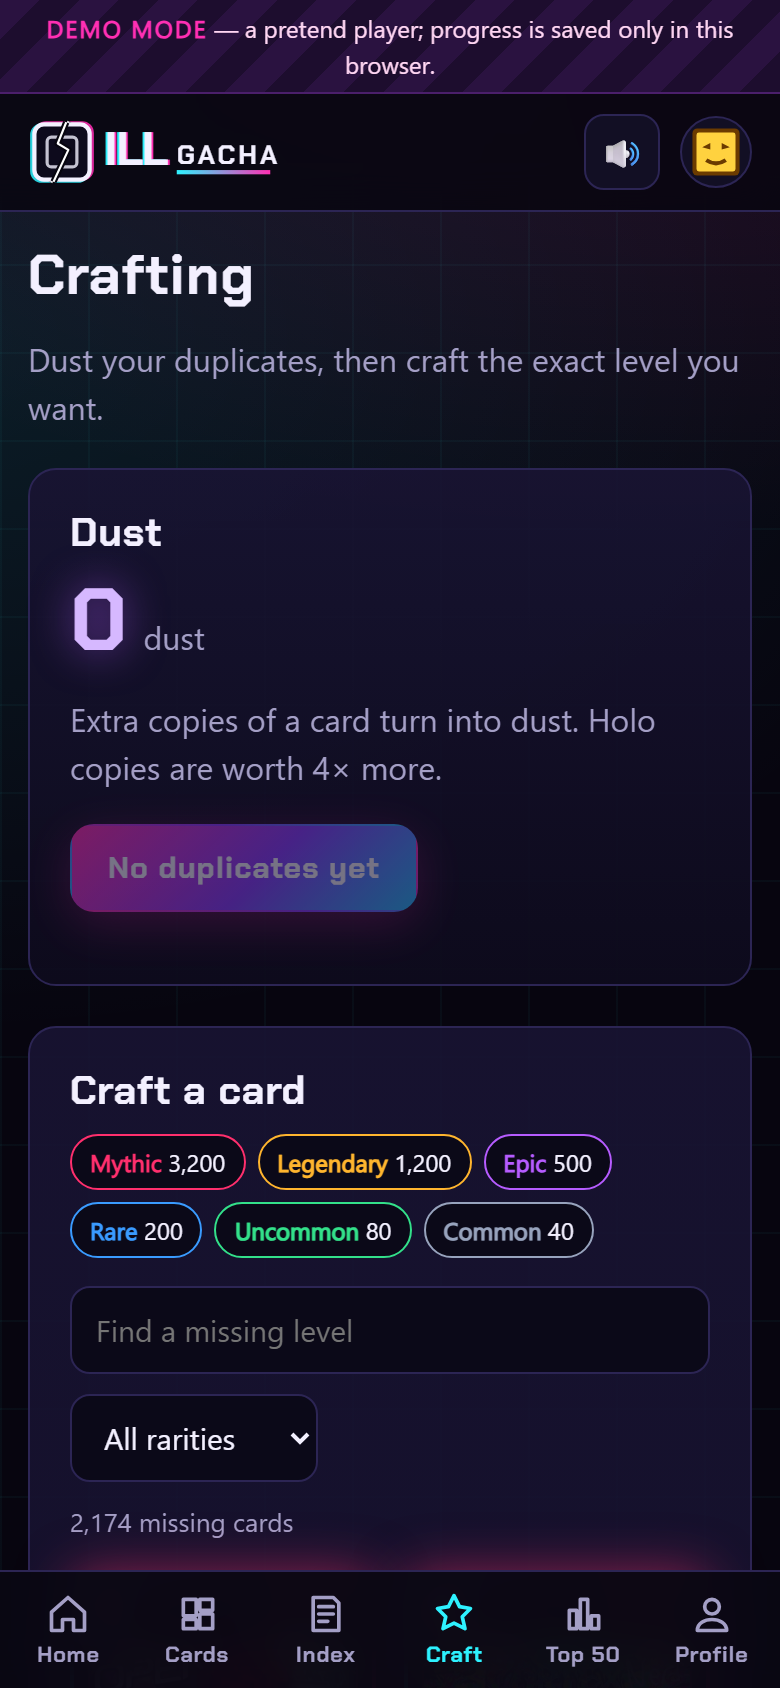 DEMO MODE — a pretend player; progress is saved only in this
browser.
ILL GACHA
Crafting
Dust your duplicates, then craft the exact level you
want.
Dust
0 dust
Extra copies of a card turn into dust. Holo
copies are worth 4× more.
No duplicates yet
Craft a card
Mythic 3,200 Legendary 1,200 Epic 500
Rare 200 Uncommon 80 Common 40
Find a missing level
All rarities
2,174 missing cards
Home Cards Index Craft Top 50 Profile